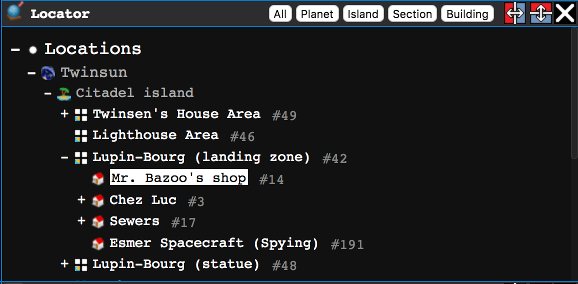 Locator All Planet Island Section Building
− Locations
− Twinsun
− Citadel island
+ Twinsen's House Area #49
Lighthouse Area #46
− Lupin-Bourg (landing zone) #42
Mr. Bazoo's shop #14
+ Chez Luc #3
+ Sewers #17
Esmer Spacecraft (Spying) #191
+ Lupin-Bourg (statue) #48